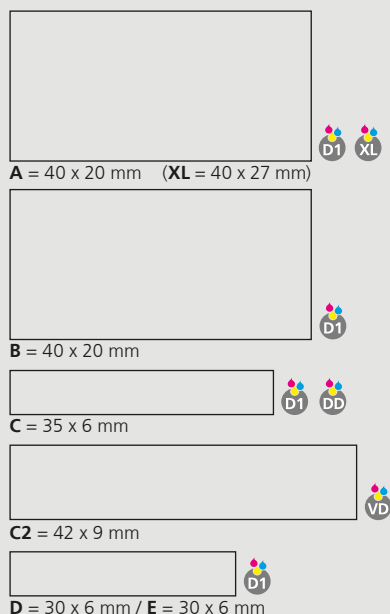 D1 XL
A = 40 x 20 mm (XL = 40 x 27 mm)
D1
B = 40 x 20 mm
D1 DD
C = 35 x 6 mm
VD
C2 = 42 x 9 mm
D1
D = 30 x 6 mm / E = 30 x 6 mm